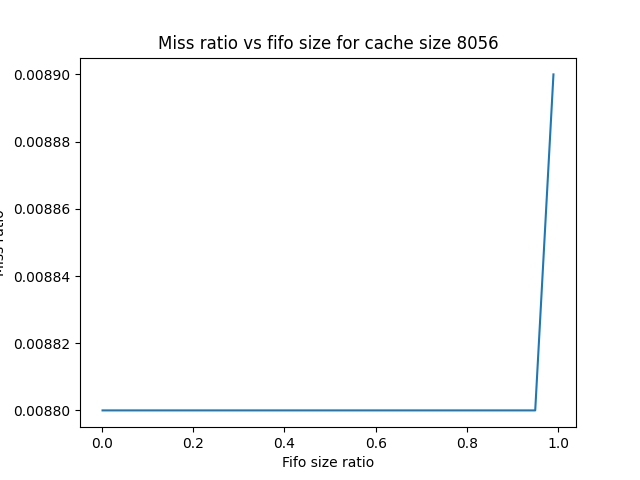 Miss ratio vs fifo size for cache size 8056
0.00890
0.00888
0.00886
0.00884
0.00882
0.00880
Miss ratio
0.0 0.2 0.4 0.6 0.8 1.0
Fifo size ratio